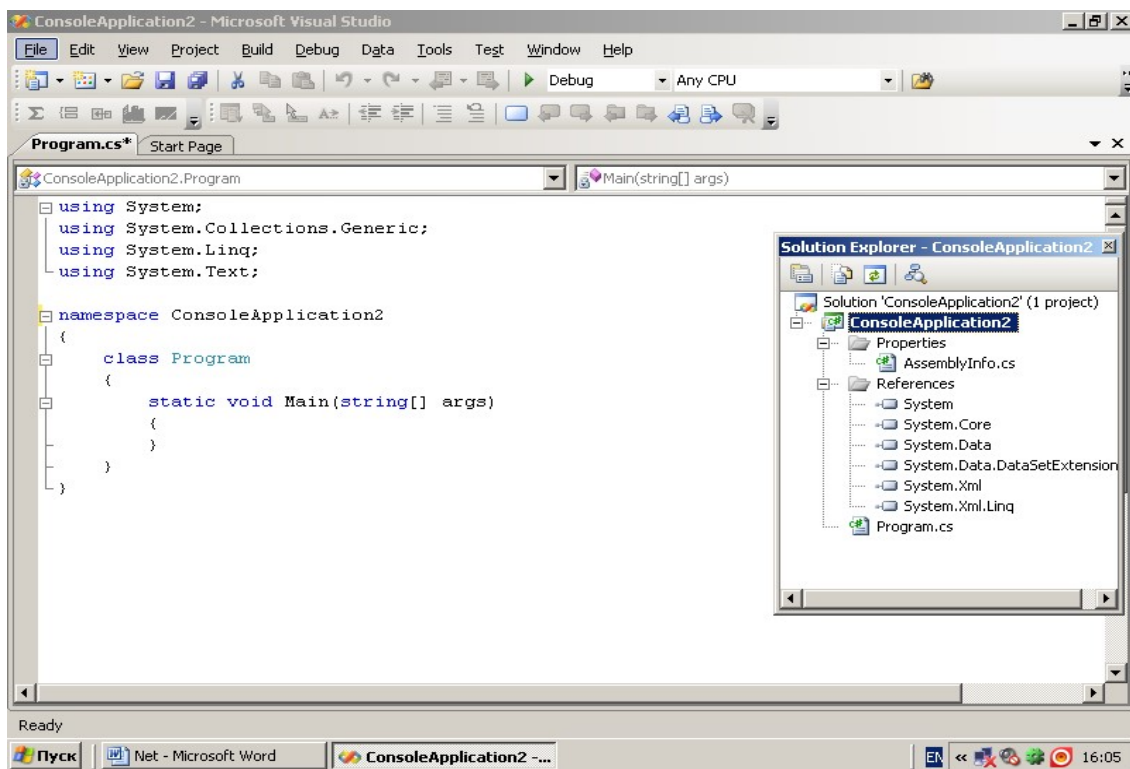 ConsoleApplication2 - Microsoft Visual Studio
File Edit View Project Build Debug Data Tools Test Window Help
Debug Any CPU
Program.cs* Start Page
ConsoleApplication2.Program Main(string[] args)
using System;
using System.Collections.Generic;
using System.Linq;
using System.Text;
namespace ConsoleApplication2
{
class Program
{
static void Main(string[] args)
{
}
}
}
Solution Explorer - ConsoleApplication2
Solution 'ConsoleApplication2' (1 project)
ConsoleApplication2
Properties
AssemblyInfo.cs
References
System
System.Core
System.Data
System.Data.DataSetExtension
System.Xml
System.Xml.Linq
Program.cs
Ready
Пуск Net - Microsoft Word ConsoleApplication2 -... EN « 16:05